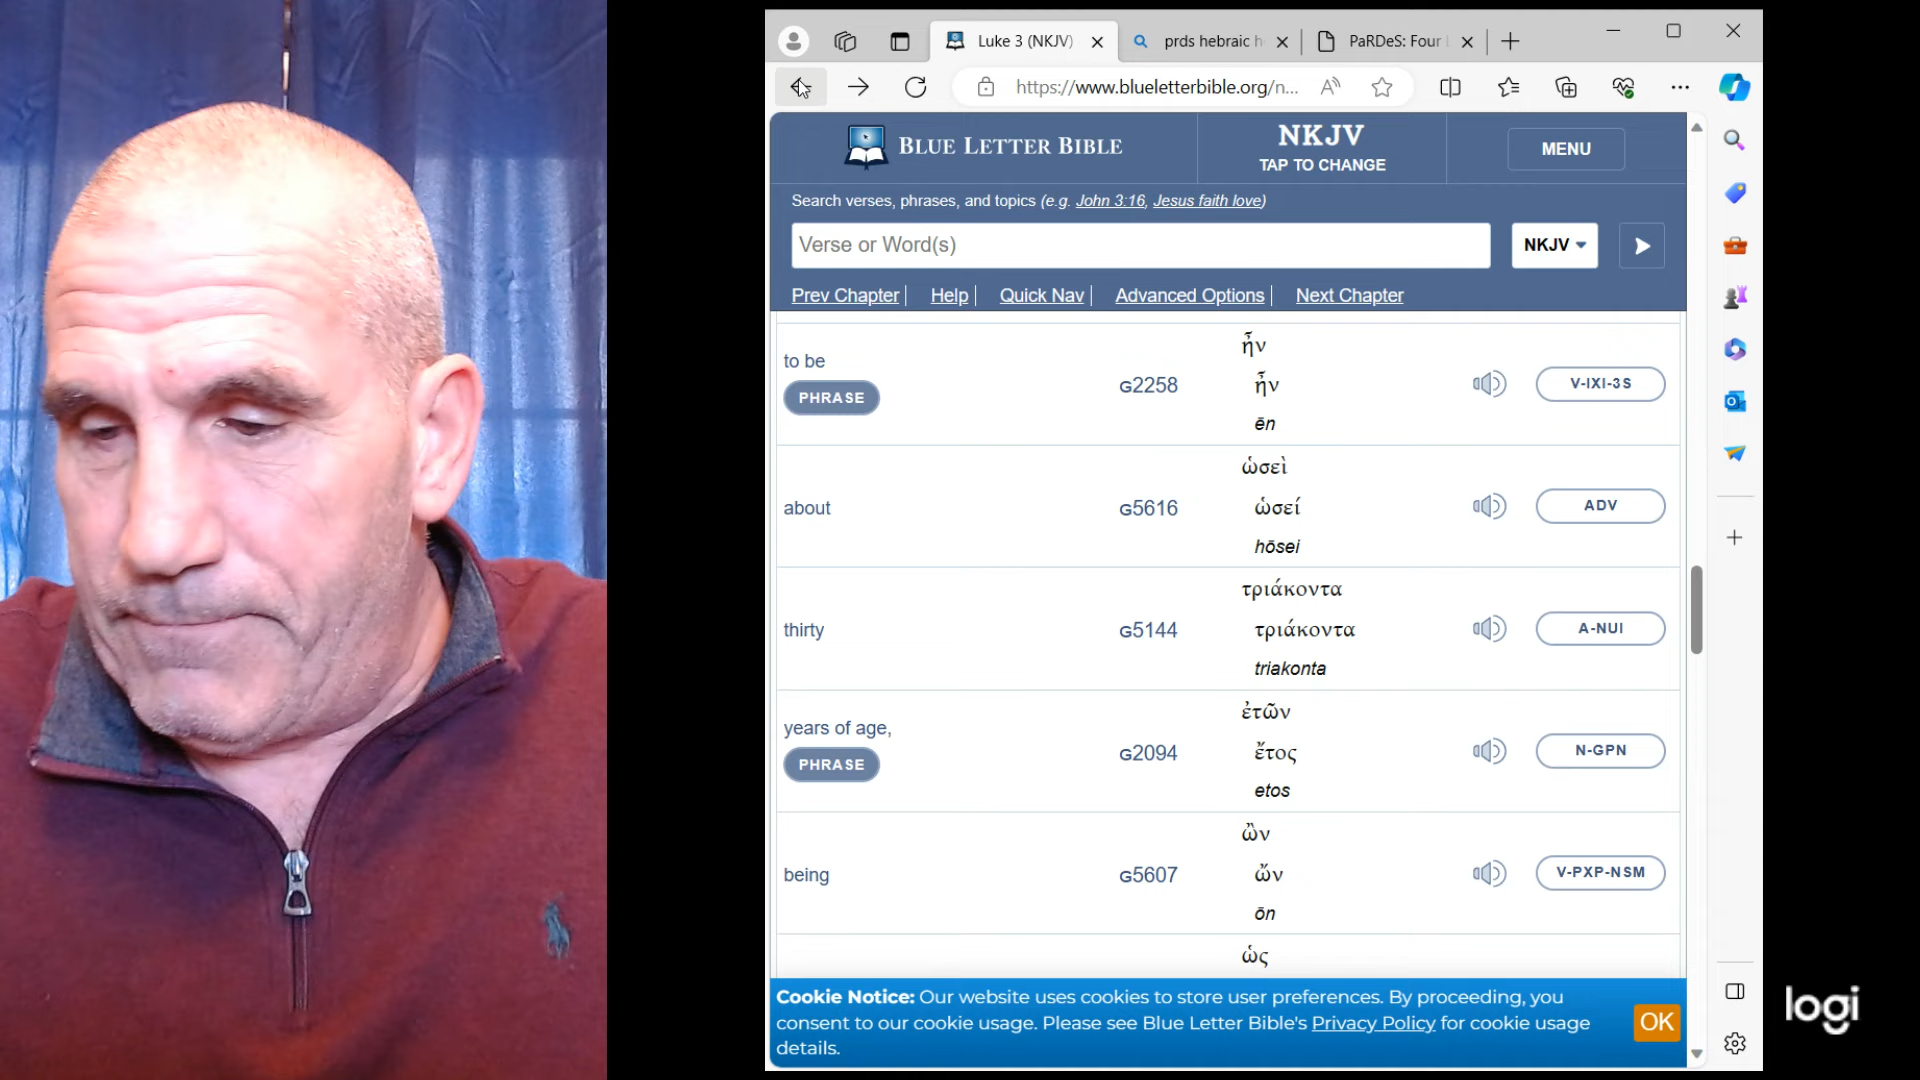 Luke 3 (NKJV)
prds hebraic h
PaRDeS: Four
https://www.blueletterbible.org/n...
BLUE LETTER BIBLE
NKJV
TAP TO CHANGE
MENU
Search verses, phrases, and topics (e.g. John 3:16, Jesus faith love)
Verse or Word(s)
NKJV
Prev Chapter| Help| Quick Nav| Advanced Options| Next Chapter
ἦν
to be
PHRASE
G2258
ἦν
V-IXI-3S
ēn
ὡσεὶ
about
G5616
ὡσεί
ADV
hōsei
τριάκοντα
thirty
G5144
τριάκοντα
A-NUI
triakonta
ἐτῶν
years of age,
PHRASE
G2094
ἔτος
N-GPN
etos
ὢν
being
G5607
ὤν
V-PXP-NSM
ōn
ὡς
Cookie Notice: Our website uses cookies to store user preferences. By proceeding, you
consent to our cookie usage. Please see Blue Letter Bible's Privacy Policy for cookie usage
details.
OK
logi